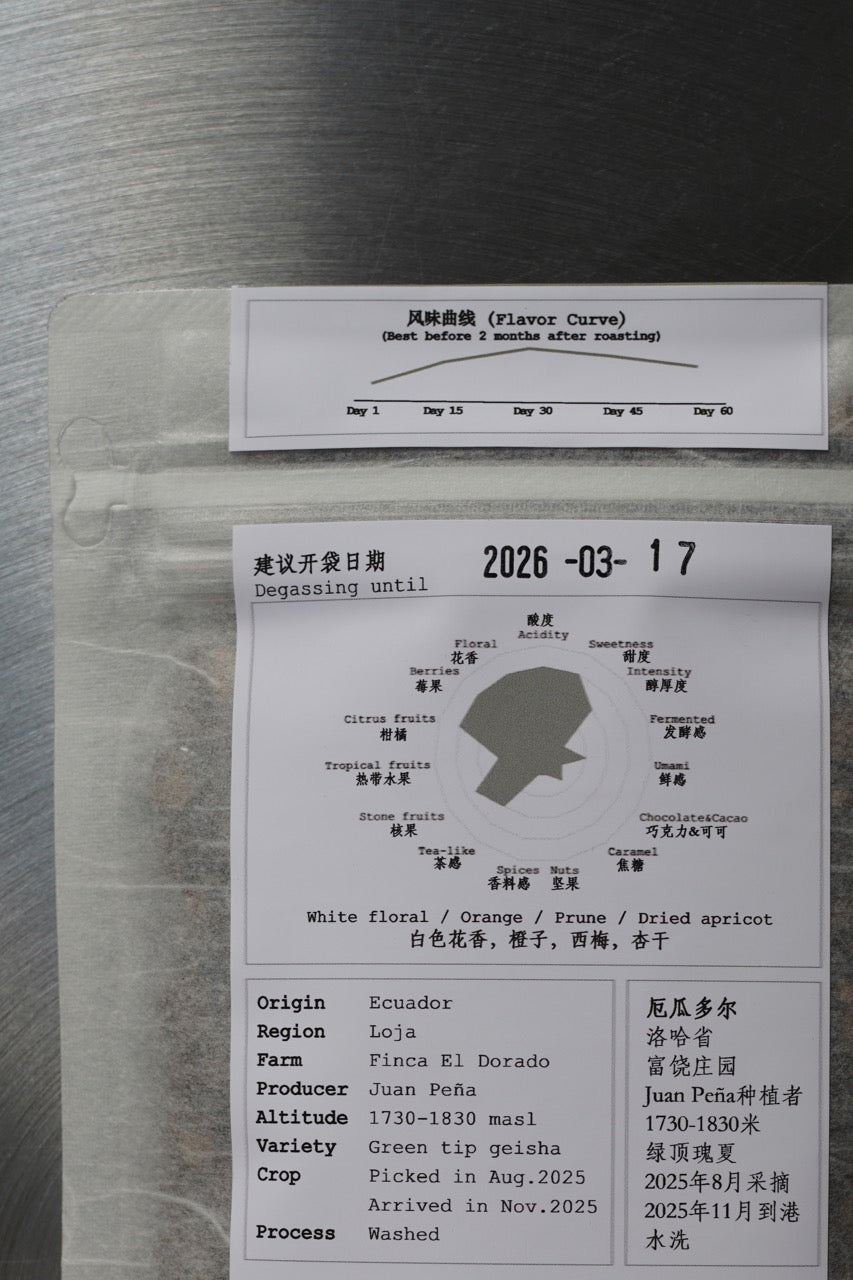 风味曲线 (Flavor Curve)
(Best before 2 months after roasting)
Day 1 Day 15 Day 30 Day 45 Day 60
建议开袋日期
Degassing until
2026 -03- 17
酸度
Acidity
Floral
花香
Sweetness
甜度
Berries
莓果
Intensity
醇厚度
Citrus fruits
柑橘
Fermented
发酵感
Tropical fruits
热带水果
Umami
鲜感
Stone fruits
核果
Chocolate&Cacao
巧克力&可可
Tea-like
茶感
Caramel
焦糖
Spices
香料感
Nuts
坚果
White floral / Orange / Prune / Dried apricot
白色花香，橙子，西梅，杏干
Origin Ecuador
Region Loja
Farm Finca El Dorado
Producer Juan Peña
Altitude 1730-1830 masl
Variety Green tip geisha
Crop Picked in Aug.2025
Arrived in Nov.2025
Process Washed
厄瓜多尔
洛哈省
富饶庄园
Juan Peña种植者
1730-1830米
绿顶瑰夏
2025年8月采摘
2025年11月到港
水洗